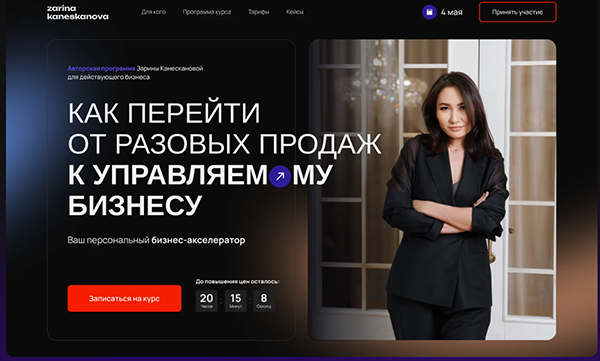 zarina
kaneskanova
Для кого
Программа курса
Тарифы
Кейсы
4 мая
Принять участие
Авторская программа Зарины Канескановой
для действующего бизнеса
КАК ПЕРЕЙТИ
ОТ РАЗОВЫХ ПРОДАЖ
К УПРАВЛЯЕМОМУ
БИЗНЕСУ
Ваш персональный бизнес-акселератор
До повышения цен осталось:
Записаться на курс
20 : 15 : 8
Часов Минут Секунд